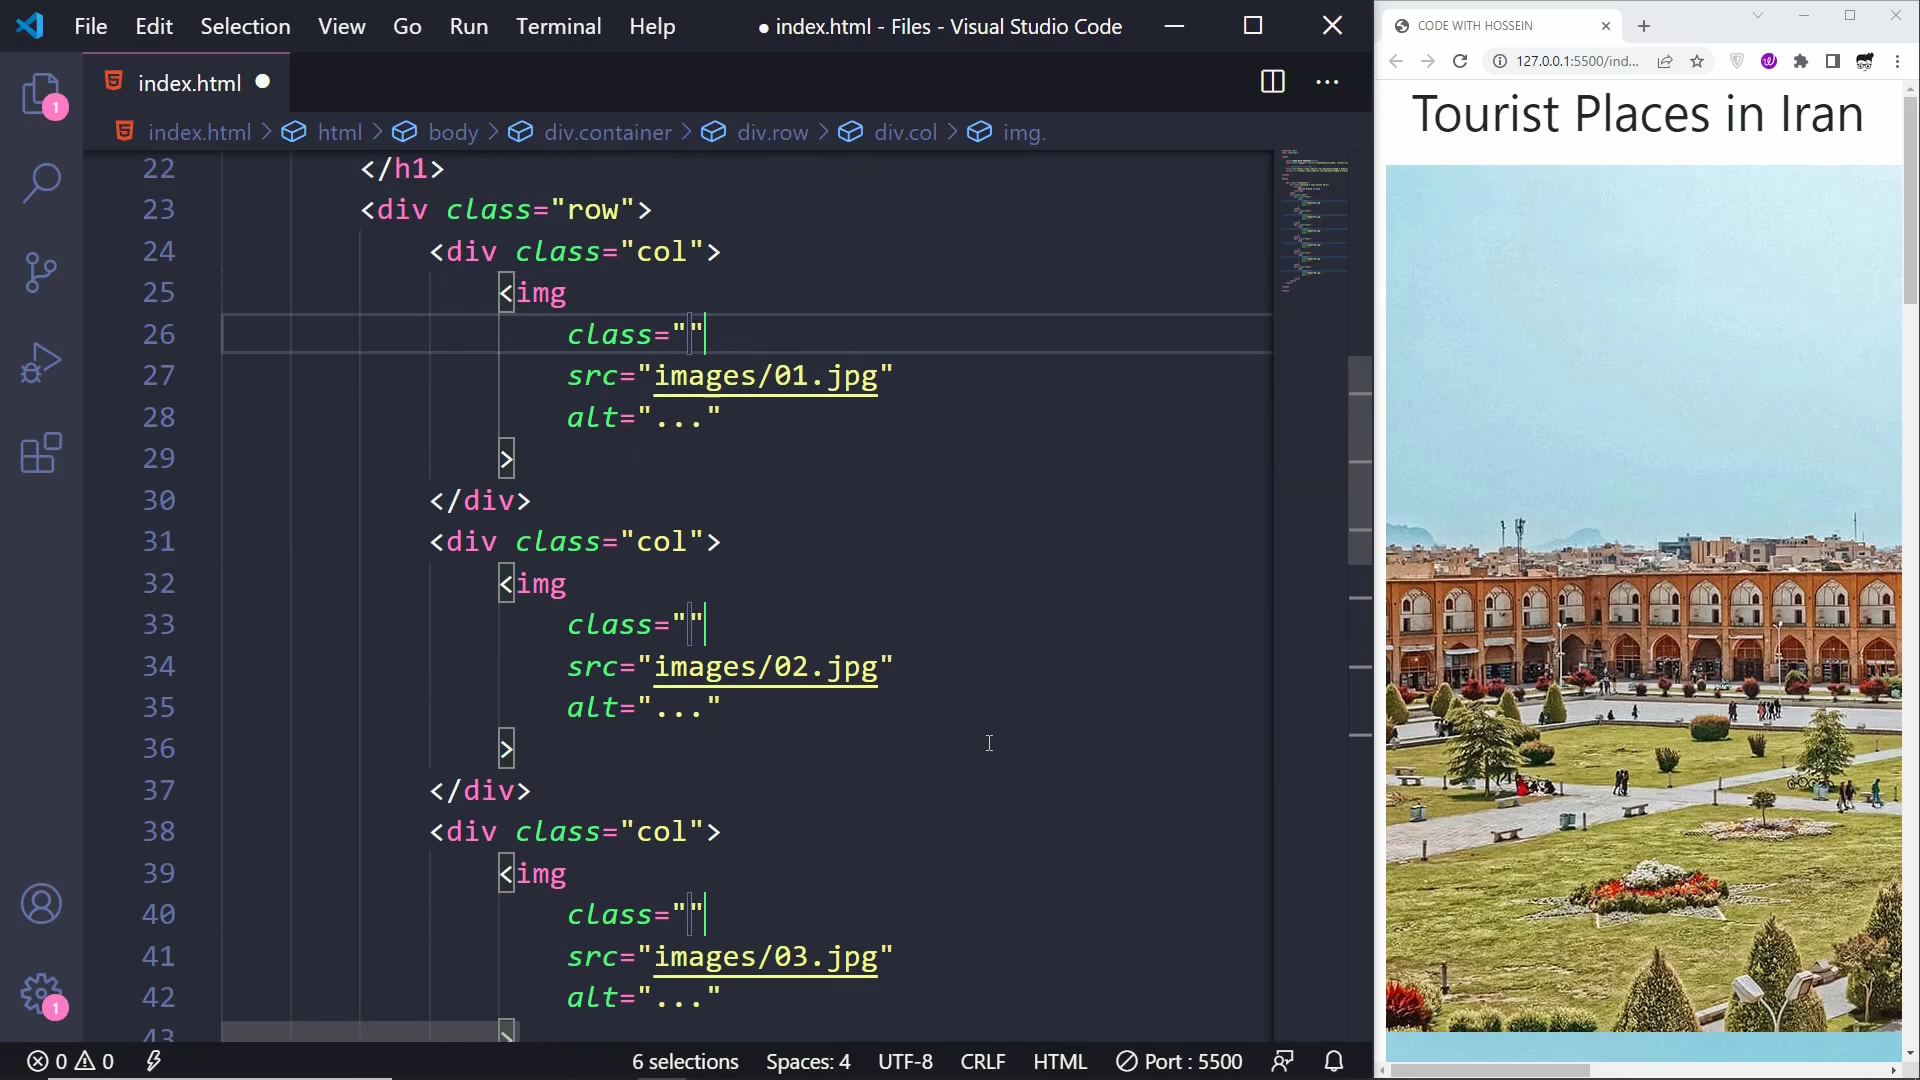 File Edit Selection View Go Run Terminal Help ● index.html - Files - Visual Studio Code
index.html
index.html > html > body > div.container > div.row > div.col > img.
22 </h1>
23 <div class="row">
24 <div class="col">
25 <img
26 class=""
27 src="images/01.jpg"
28 alt="..."
29 >
30 </div>
31 <div class="col">
32 <img
33 class=""
34 src="images/02.jpg"
35 alt="..."
36 >
37 </div>
38 <div class="col">
39 <img
40 class=""
41 src="images/03.jpg"
42 alt="..."
43 >
1
1
0 0 6 selections Spaces: 4 UTF-8 CRLF HTML Port : 5500
CODE WITH HOSSEIN
127.0.0.1:5500/ind...
Tourist Places in Iran